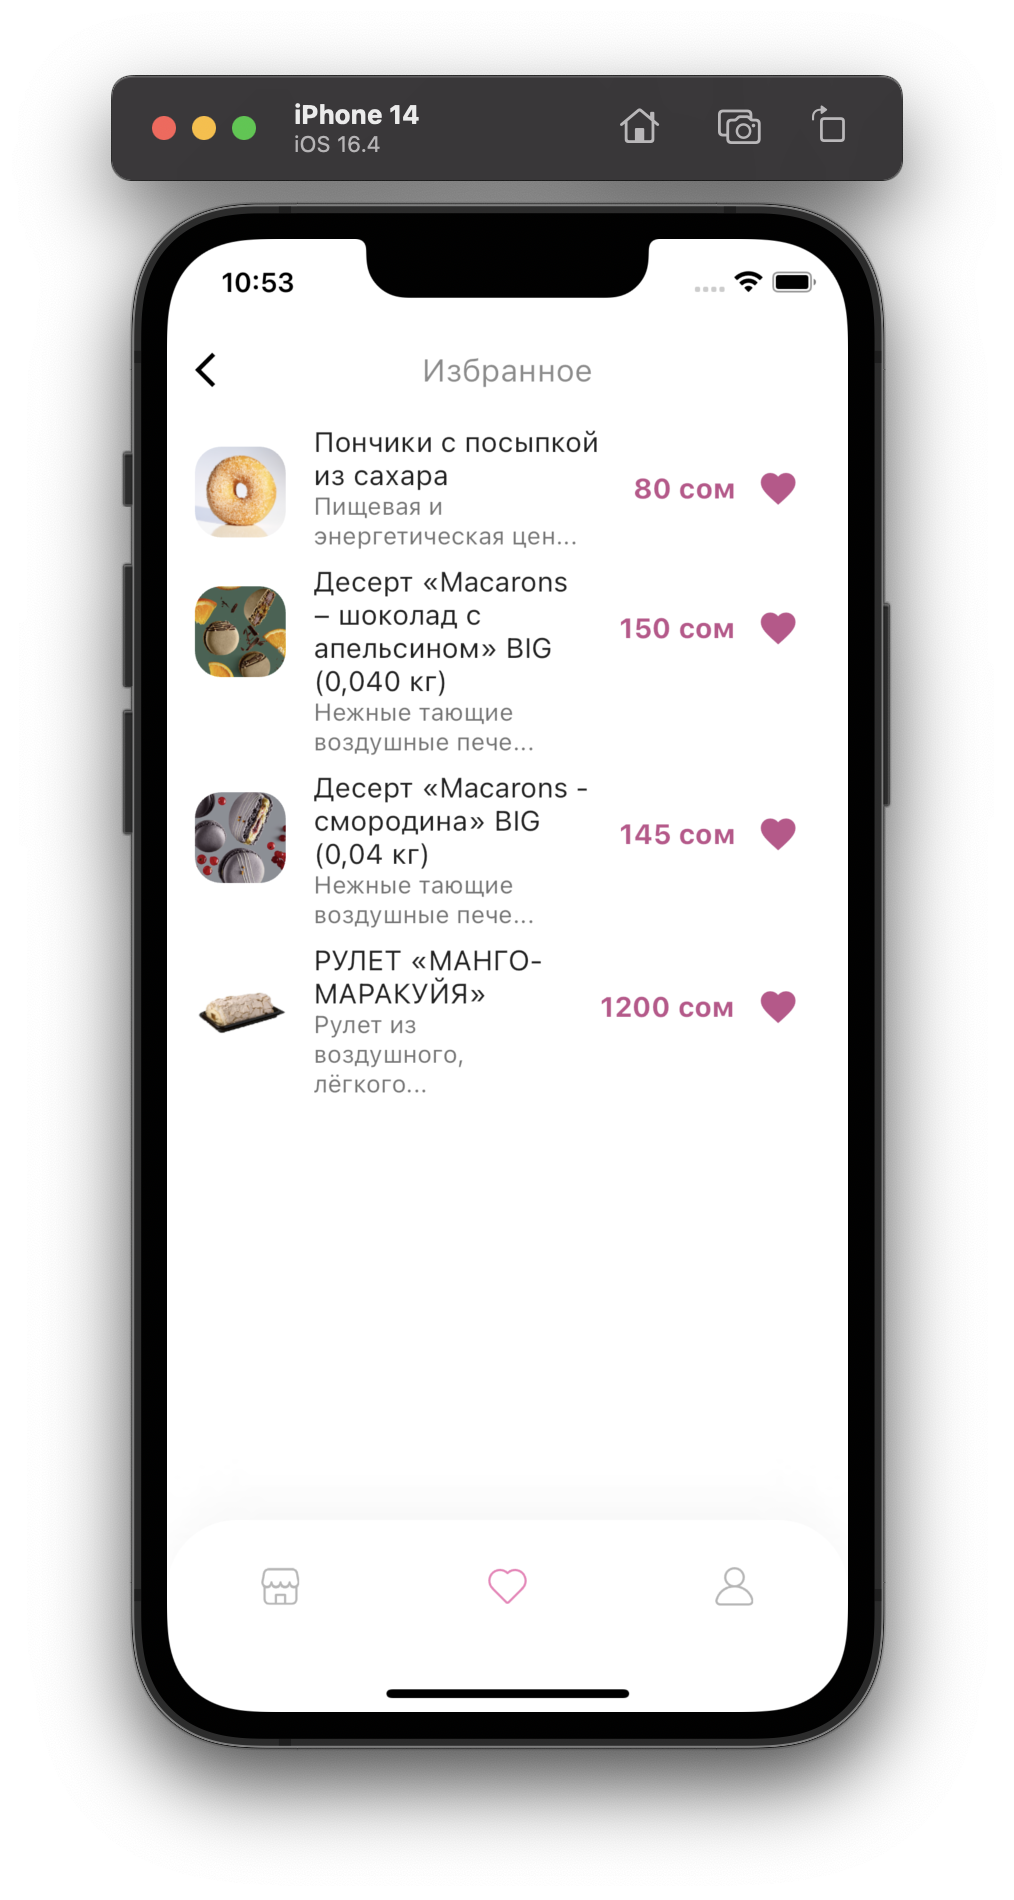 iPhone 14
iOS 16.4
10:53
Избранное
Пончики с посыпкой
из сахара
Пищевая и
энергетическая цен...
80 сом
Десерт «Macarons
– шоколад с
апельсином» BIG
(0,040 кг)
Нежные тающие
воздушные пече...
150 сом
Десерт «Macarons -
смородина» BIG
(0,04 кг)
Нежные тающие
воздушные пече...
145 сом
РУЛЕТ «МАНГО-
МАРАКУЙЯ»
Рулет из
воздушного,
лёгкого...
1200 сом